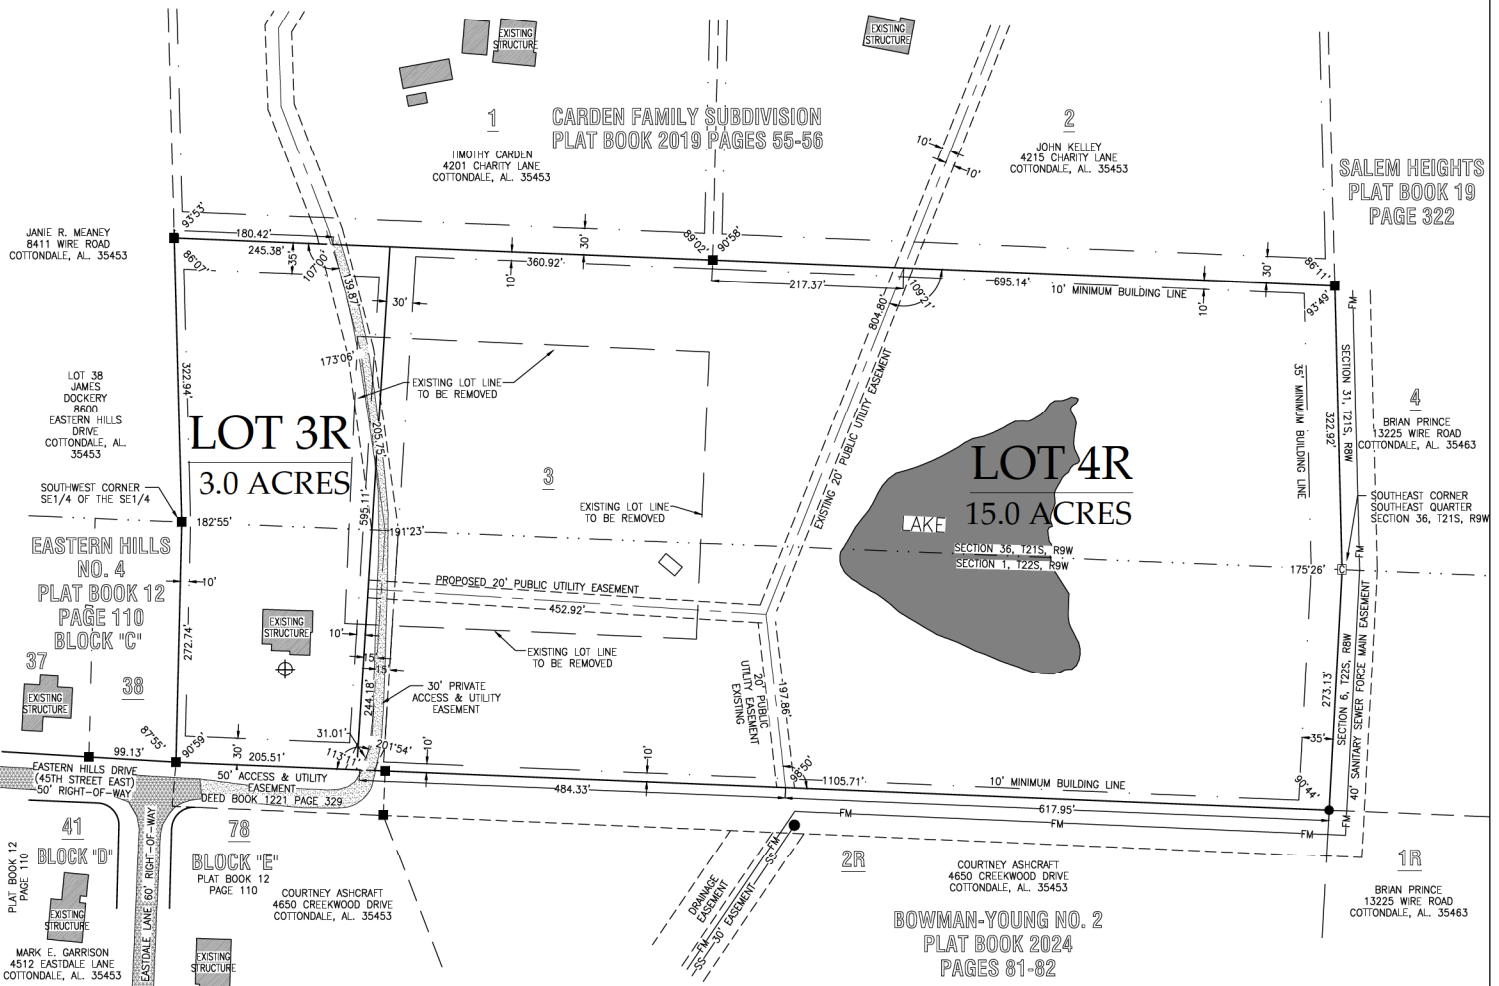 EXISTING
STRUCTURE
EXISTING
STRUCTURE
1
CARDEN FAMILY SUBDIVISION
PLAT BOOK 2019 PAGES 55-56
2
TIMOTHY CARDEN
4201 CHARITY LANE
COTTONDALE, AL. 35453
10'
10'
JOHN KELLEY
4215 CHARITY LANE
COTTONDALE, AL. 35453
SALEM HEIGHTS
PLAT BOOK 19
PAGE 322
JANIE R. MEANEY
8411 WIRE ROAD
COTTONDALE, AL. 35453
93°53'
180.42'
245.38'
86°07'
35'
107°00'
139.87'
30'
30'
360.92'
10'
89°02'
90°58'
217.37'
109°21'
804.80'
695.14'
10' MINIMUM BUILDING LINE
10'
30'
86°11'
93°49'
FM
322.94'
173°06'
EXISTING LOT LINE
TO BE REMOVED
LOT 38
JAMES
DOCKERY
8600
EASTERN HILLS
DRIVE
COTTONDALE, AL.
35453
LOT 3R
3.0 ACRES
205.75'
595.11'
3
EXISTING LOT LINE
TO BE REMOVED
EXISTING 20' PUBLIC UTILITY EASEMENT
LOT 4R
15.0 ACRES
LAKE
SECTION 36, T21S, R9W
SECTION 1, T22S, R9W
35' MINIMUM BUILDING LINE
322.92'
SECTION 31, T21S, R8W
4
BRIAN PRINCE
13225 WIRE ROAD
COTTONDALE, AL. 35463
SOUTHEAST CORNER
SOUTHEAST QUARTER
SECTION 36, T21S, R9W
SOUTHWEST CORNER
SE1/4 OF THE SE1/4
182°55'
191°23'
FM
175°26'
C
EASTERN HILLS
NO. 4
PLAT BOOK 12
PAGE 110
BLOCK "C"
10'
PROPOSED 20' PUBLIC UTILITY EASEMENT
452.92'
272.74'
EXISTING
STRUCTURE
10'
15'
15'
EXISTING LOT LINE
TO BE REMOVED
37
38
EXISTING
STRUCTURE
244.18'
30' PRIVATE
ACCESS & UTILITY
EASEMENT
20' PUBLIC
UTILITY EASEMENT
EXISTING
197.86'
273.13'
SECTION 6, T22S, R8W
40' SANITARY SEWER FORCE MAIN EASEMENT
35'
87°55'
90°59'
99.13'
30'
205.51'
31.01'
113°11'
201°54'
10'
10'
98°50'
1105.71'
10' MINIMUM BUILDING LINE
90°44'
EASTERN HILLS DRIVE
(45TH STREET EAST)
50' RIGHT-OF-WAY
50' ACCESS & UTILITY
EASEMENT
DEED BOOK 1221 PAGE 329
484.33'
617.95'
FM
FM
FM
FM
41
BLOCK "D"
PLAT BOOK 12
PAGE 110
EASTDALE LANE 60' RIGHT-OF-WAY
78
BLOCK "E"
PLAT BOOK 12
PAGE 110
COURTNEY ASHCRAFT
4650 CREEKWOOD DRIVE
COTTONDALE, AL. 35453
DRAINAGE
EASEMENT
SS
FM
30' EASEMENT
SS
FM
2R
COURTNEY ASHCRAFT
4650 CREEKWOOD DRIVE
COTTONDALE, AL. 35453
1R
BRIAN PRINCE
13225 WIRE ROAD
COTTONDALE, AL. 35463
EXISTING
STRUCTURE
MARK E. GARRISON
4512 EASTDALE LANE
COTTONDALE, AL. 35453
EXISTING
STRUCTURE
BOWMAN-YOUNG NO. 2
PLAT BOOK 2024
PAGES 81-82